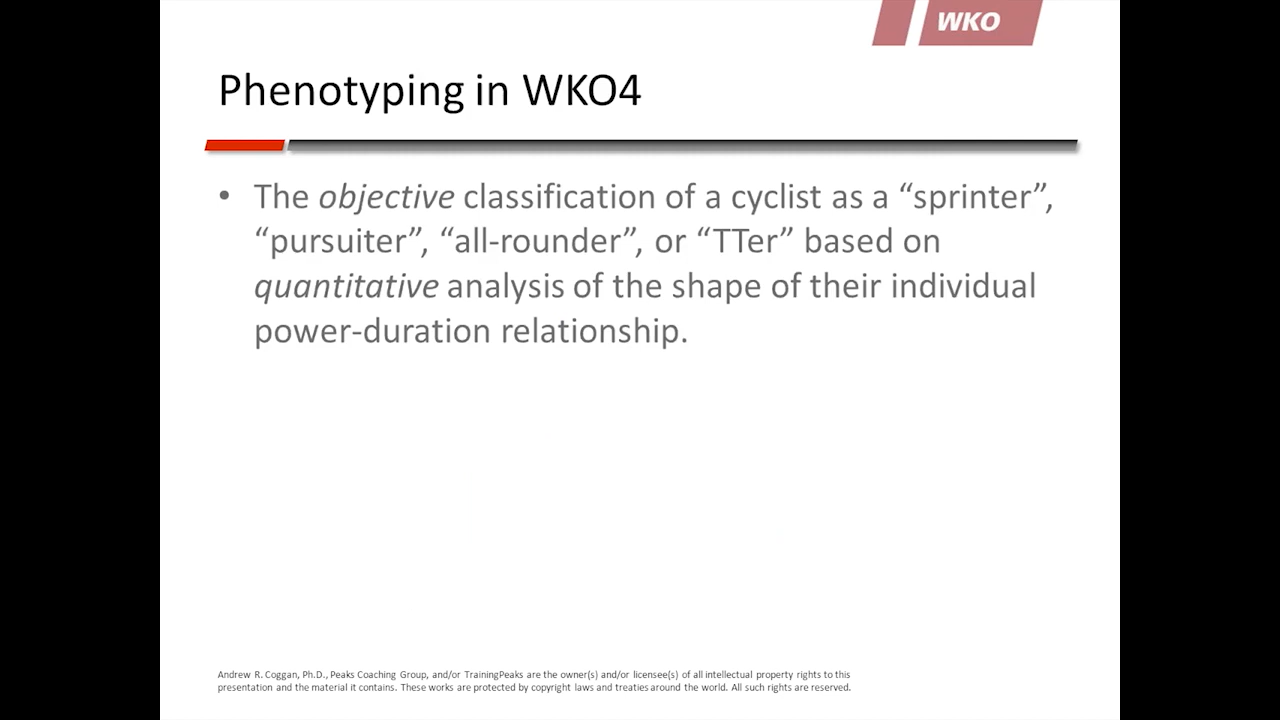 WKO
Phenotyping in WKO4
• The objective classification of a cyclist as a “sprinter”,
“pursuiter”, “all-rounder”, or “TTer” based on
quantitative analysis of the shape of their individual
power-duration relationship.
Andrew R. Coggan, Ph.D., Peaks Coaching Group, and/or TrainingPeaks are the owner(s) and/or licensee(s) of all intellectual property rights to this
presentation and the material it contains. These works are protected by copyright laws and treaties around the world. All such rights are reserved.